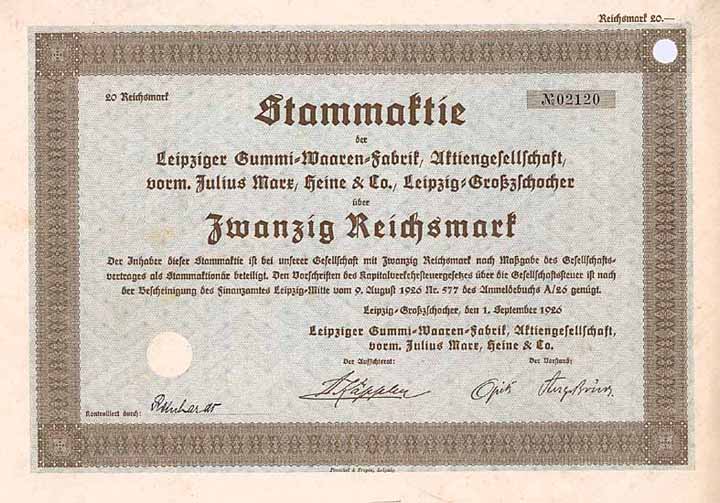 Reichsmark 20.—
20 Reichsmark
№02120
Stammaktie
der
Leipziger Gummi-Waaren-Fabrik, Aktiengesellschaft,
vorm. Julius Marx, Heine & Co., Leipzig-Großzschocher
über
Zwanzig Reichsmark
Der Inhaber dieser Stammaktie ist bei unserer Gesellschaft mit Zwanzig Reichsmark nach Maßgabe des Gesellschafts-
vertrages als Stammaktionär beteiligt. Den Vorschriften des Kapitalverkehrsteuergesetzes über die Gesellschaftssteuer ist nach
der Bescheinigung des Finanzamtes Leipzig-Mitte vom 9. August 1926 Nr. 577 des Anmeldebuchs A/26 genügt.
Leipzig-Großzschocher, den 1. September 1926
Leipziger Gummi-Waaren-Fabrik, Aktiengesellschaft,
vorm. Julius Marx, Heine & Co.
Der Aufsichtsrat:
Der Vorstand:
Kontrolliert durch:
Leipzig.